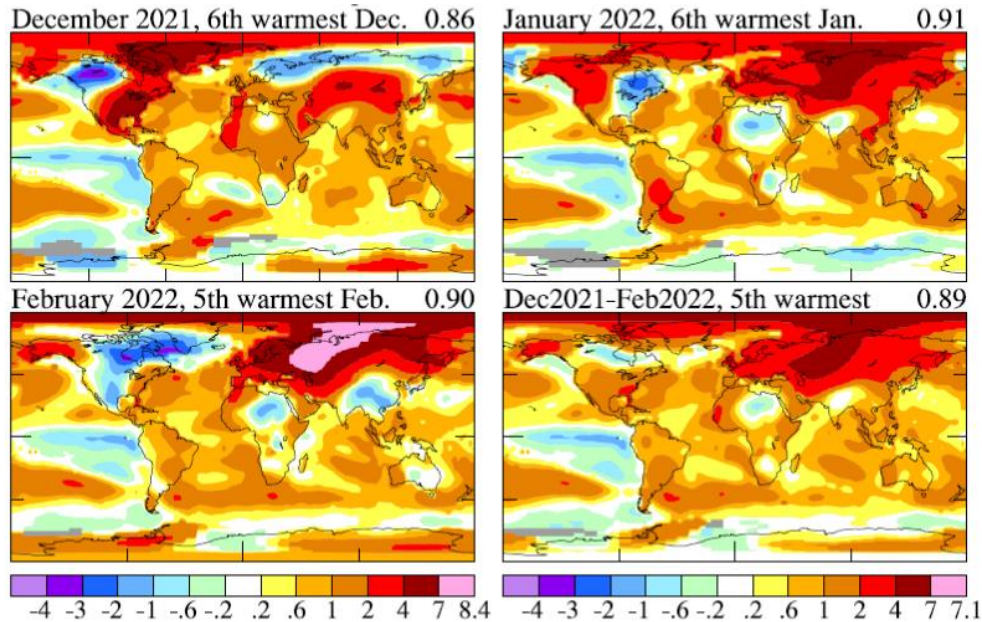 December 2021, 6th warmest Dec. 0.86
January 2022, 6th warmest Jan. 0.91
February 2022, 5th warmest Feb. 0.90
Dec2021-Feb2022, 5th warmest 0.89
-4 -3 -2 -1 -.6 -.2 .2 .6 1 2 4 7 8.4
-4 -3 -2 -1 -.6 -.2 .2 .6 1 2 4 7 7.1